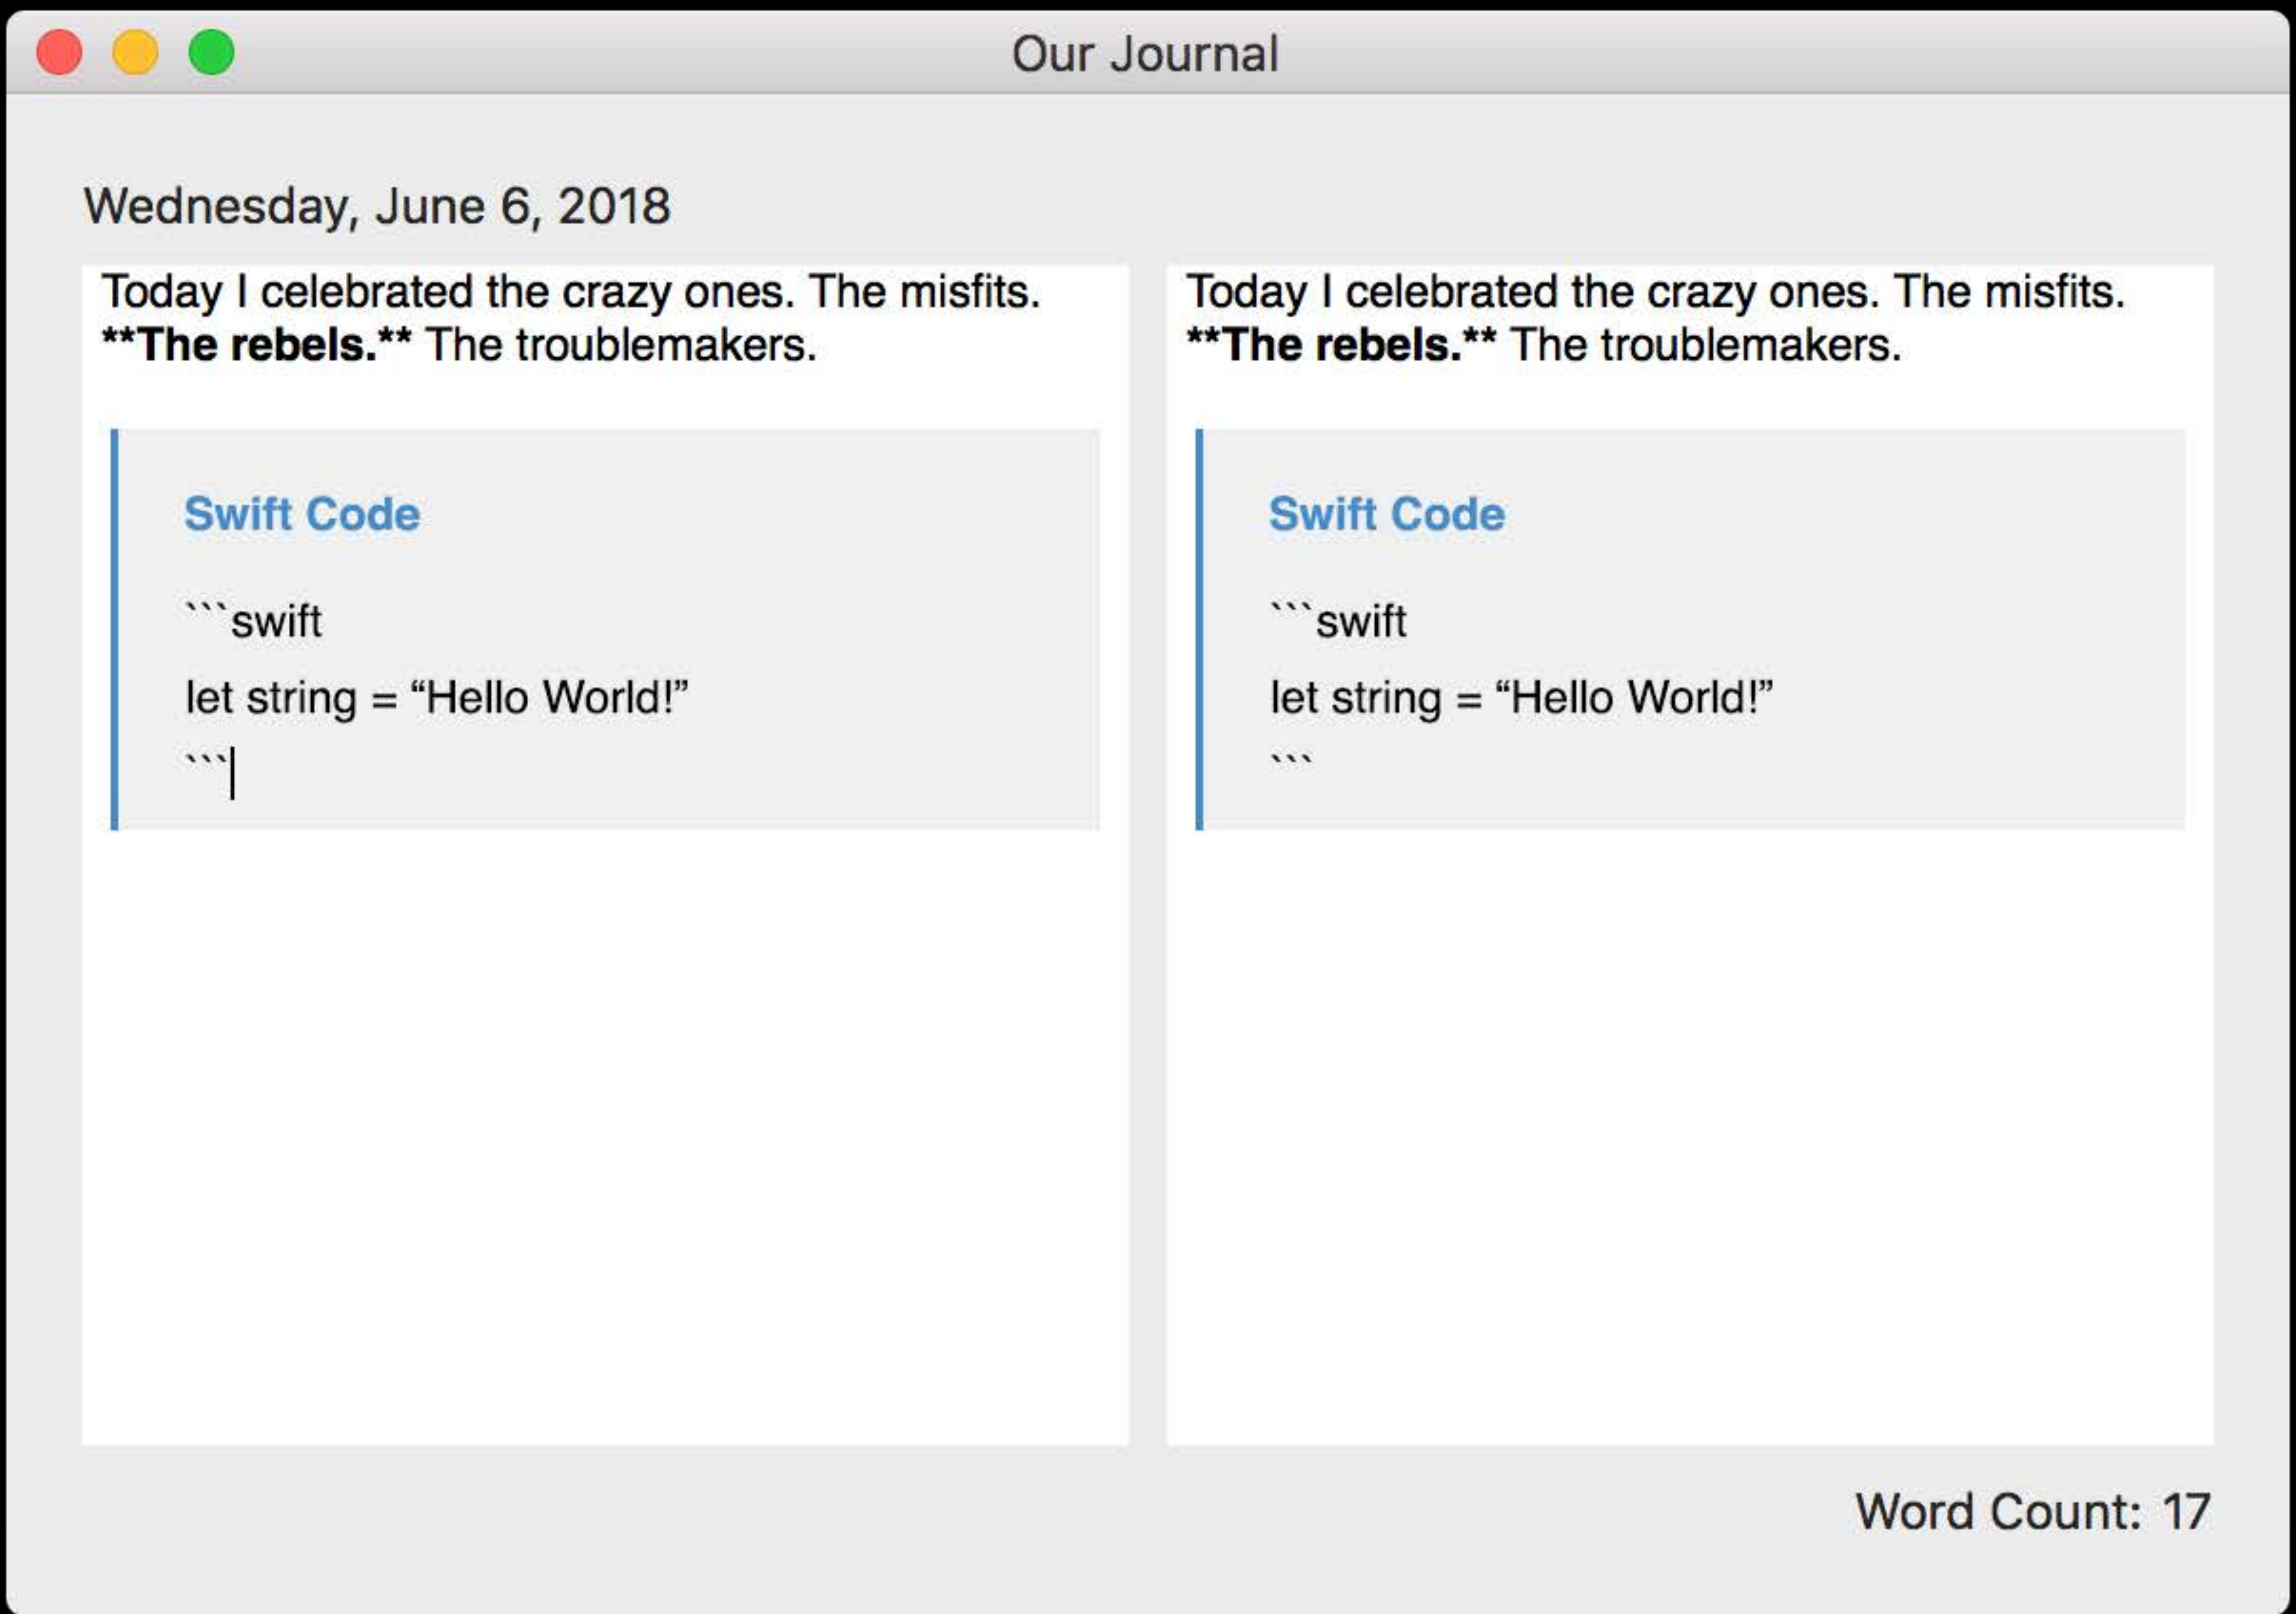 Our Journal
Wednesday, June 6, 2018
Today I celebrated the crazy ones. The misfits.
**The rebels.** The troublemakers.
Swift Code
```swift
let string = “Hello World!”
```
Today I celebrated the crazy ones. The misfits.
**The rebels.** The troublemakers.
Swift Code
```swift
let string = “Hello World!”
```
Word Count: 17